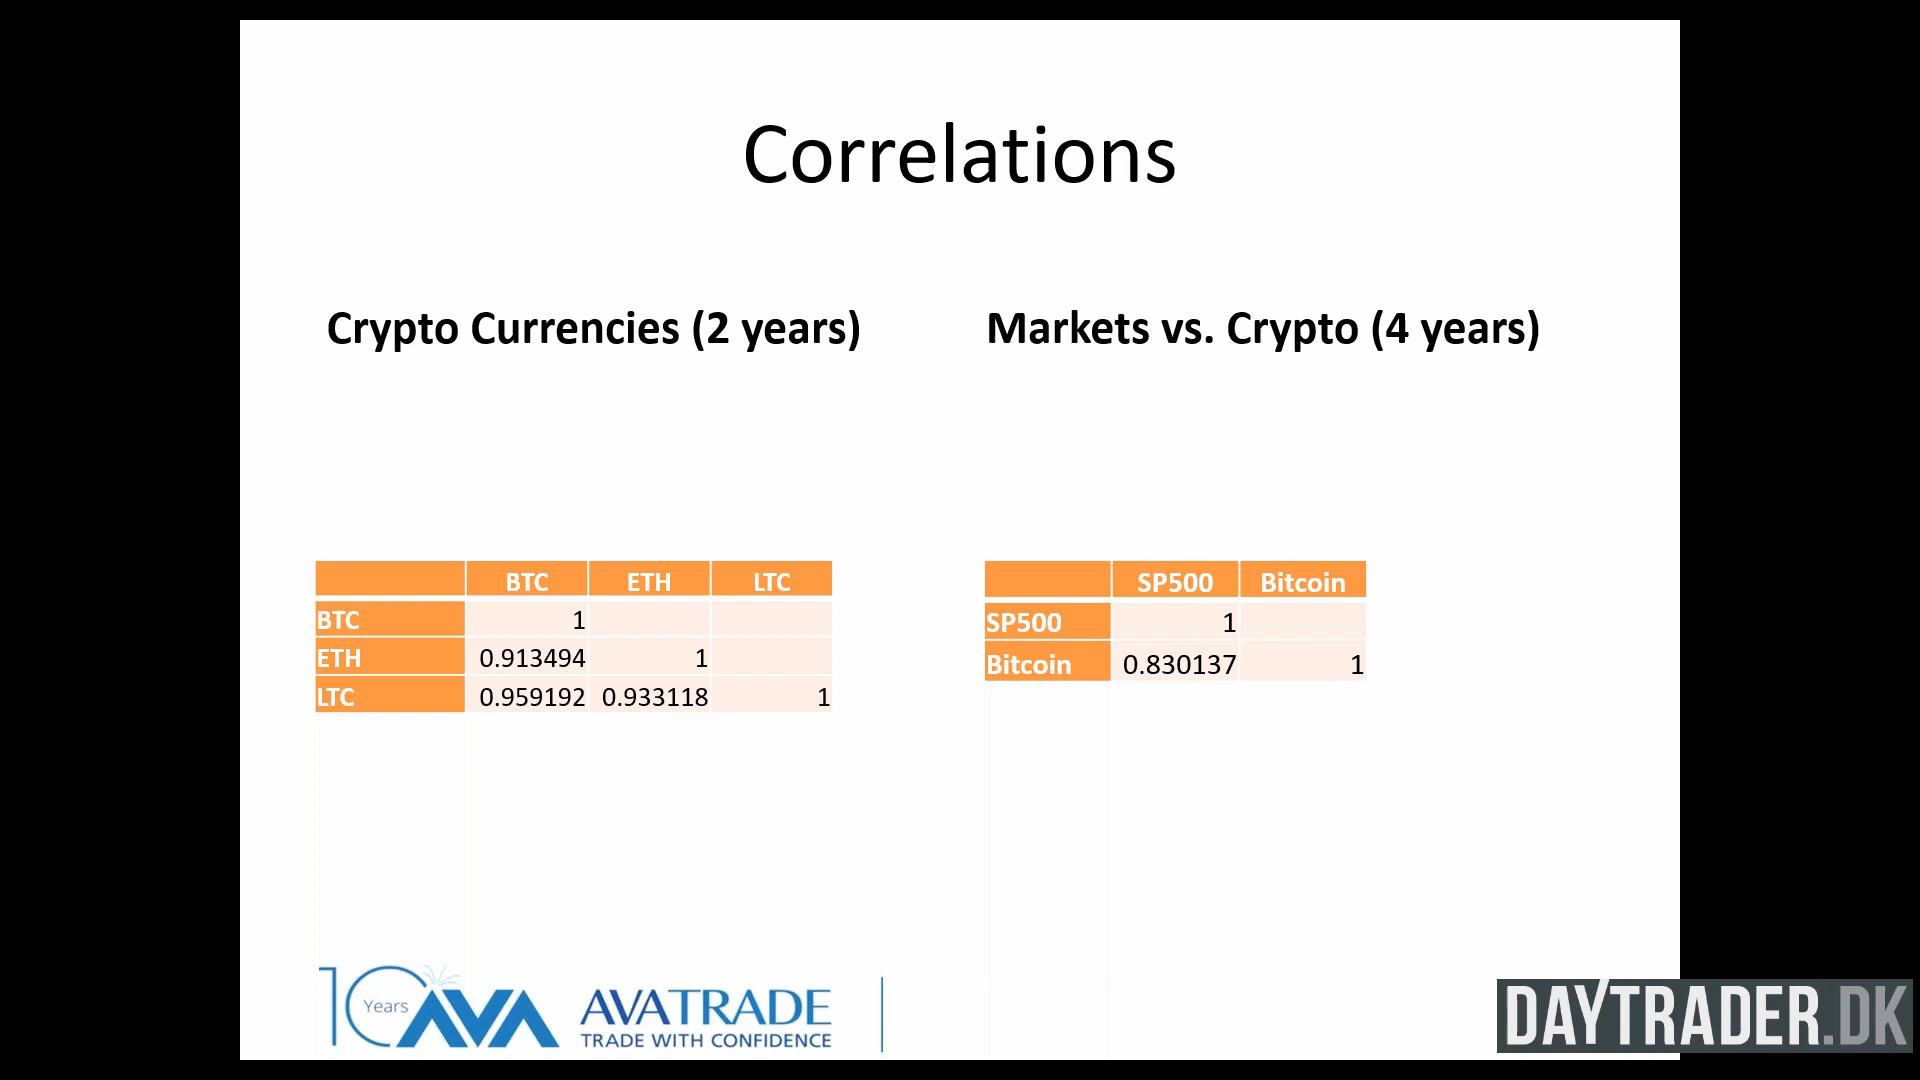 Correlations
Crypto Currencies (2 years)
Markets vs. Crypto (4 years)
BTC ETH LTC
BTC 1
ETH 0.913494 1
LTC 0.959192 0.933118 1
SP500 Bitcoin
SP500 1
Bitcoin 0.830137 1
10 Years AVA
AVATRADE
TRADE WITH CONFIDENCE
DAYTRADER.DK